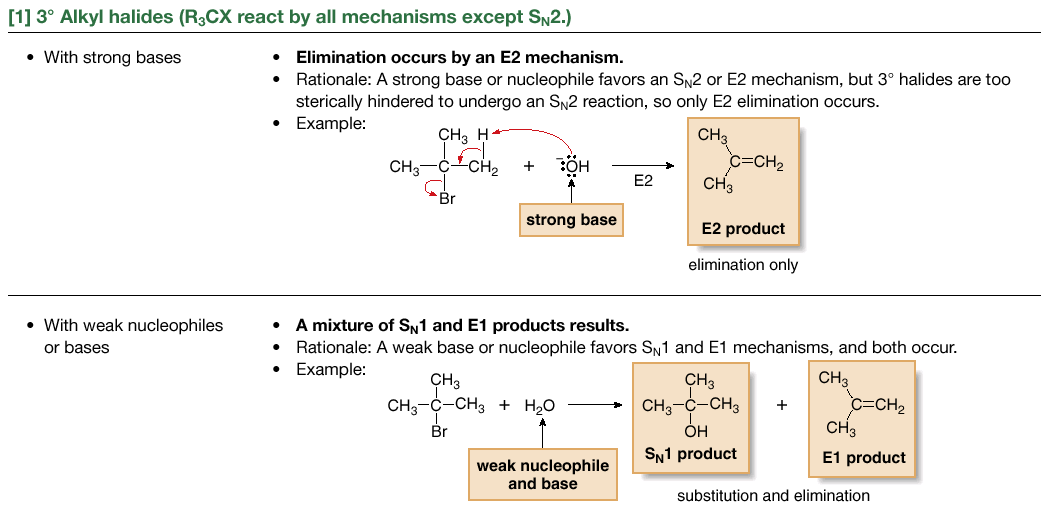 [1] 3° Alkyl halides (R₃CX react by all mechanisms except Sₙ2.)
• With strong bases
• Elimination occurs by an E2 mechanism.
• Rationale: A strong base or nucleophile favors an Sₙ2 or E2 mechanism, but 3° halides are too
sterically hindered to undergo an Sₙ2 reaction, so only E2 elimination occurs.
• Example:
CH₃ H
CH₃–C–CH₂ + ⁻:ÖH E2
Br
strong base
CH₃
C=CH₂
CH₃
E2 product
elimination only
• With weak nucleophiles
or bases
• A mixture of Sₙ1 and E1 products results.
• Rationale: A weak base or nucleophile favors Sₙ1 and E1 mechanisms, and both occur.
• Example:
CH₃
CH₃–C–CH₃ + H₂O
Br
weak nucleophile
and base
CH₃
CH₃–C–CH₃
OH
Sₙ1 product
+
CH₃
C=CH₂
CH₃
E1 product
substitution and elimination